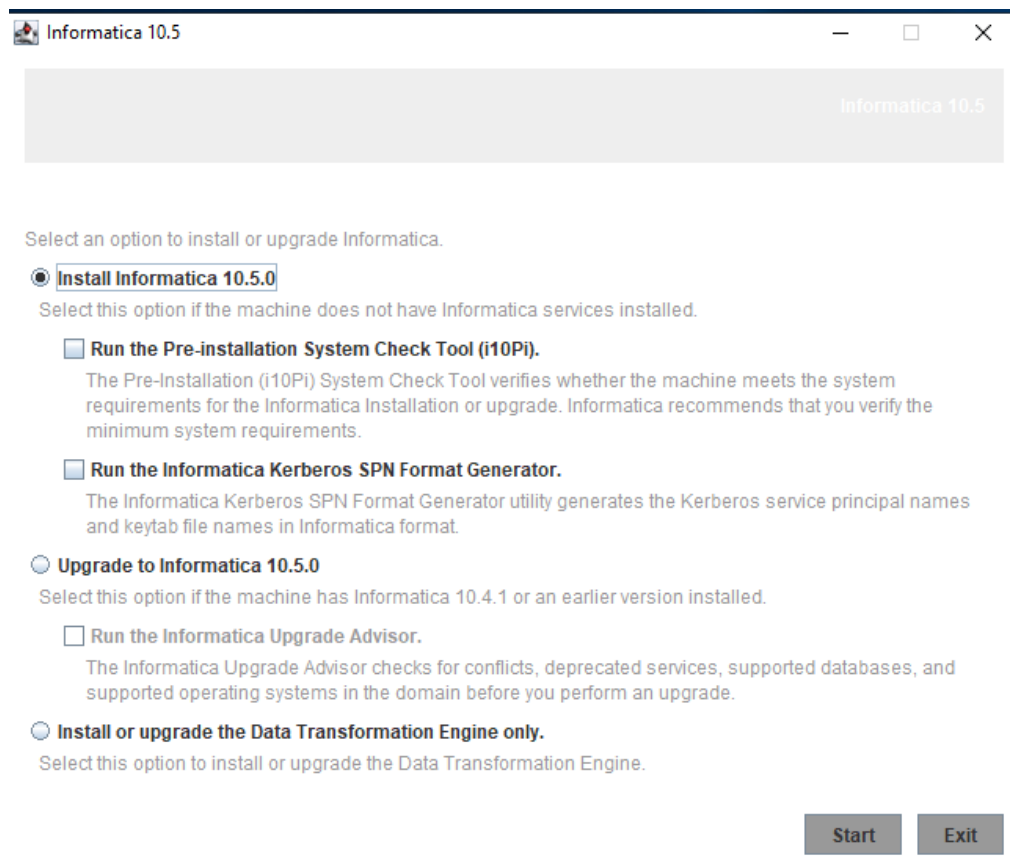 Informatica 10.5
Informatica 10.5
Select an option to install or upgrade Informatica.
Install Informatica 10.5.0
Select this option if the machine does not have Informatica services installed.
Run the Pre-installation System Check Tool (i10Pi).
The Pre-Installation (i10Pi) System Check Tool verifies whether the machine meets the system
requirements for the Informatica Installation or upgrade. Informatica recommends that you verify the
minimum system requirements.
Run the Informatica Kerberos SPN Format Generator.
The Informatica Kerberos SPN Format Generator utility generates the Kerberos service principal names
and keytab file names in Informatica format.
Upgrade to Informatica 10.5.0
Select this option if the machine has Informatica 10.4.1 or an earlier version installed.
Run the Informatica Upgrade Advisor.
The Informatica Upgrade Advisor checks for conflicts, deprecated services, supported databases, and
supported operating systems in the domain before you perform an upgrade.
Install or upgrade the Data Transformation Engine only.
Select this option to install or upgrade the Data Transformation Engine.
Start Exit